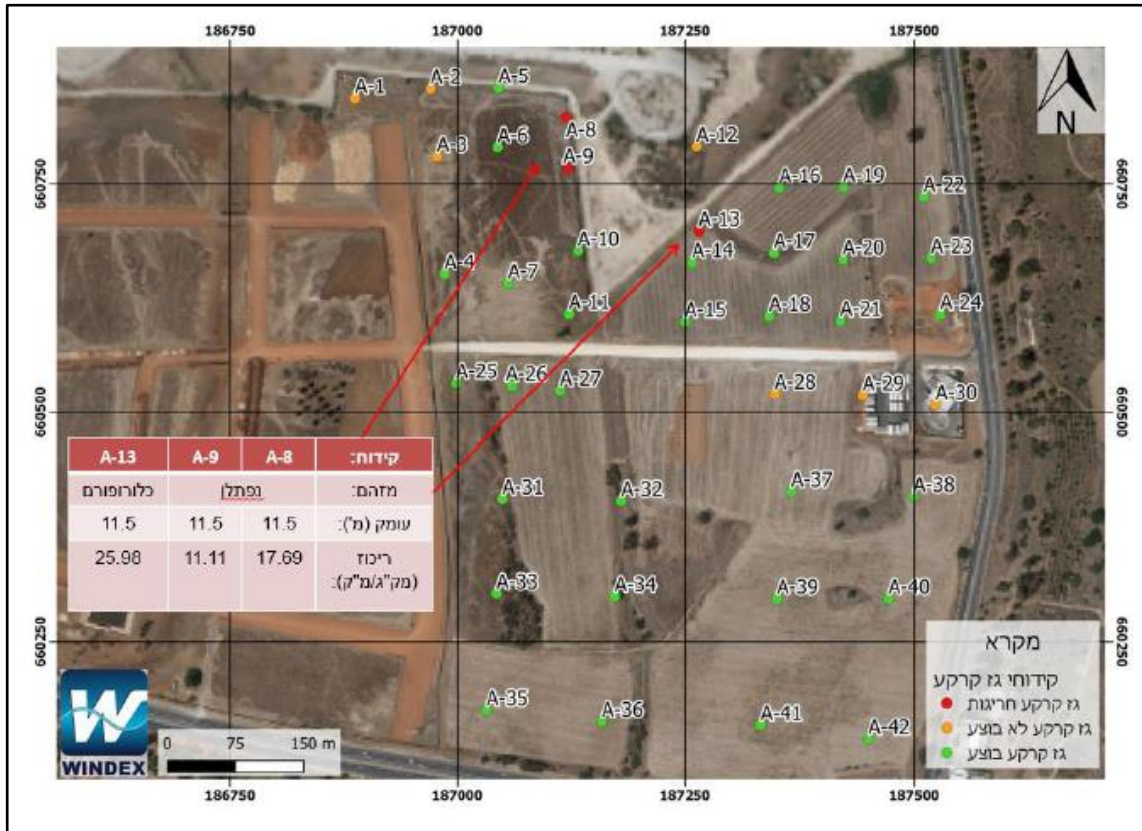 186750 187000 187250 187500
N
A-1
A-2
A-5
A-8
A-6
A-3
A-9
A-12
660750
660750
A-16
A-19
A-22
A-13
A-10
A-14
A-17
A-20
A-23
A-4
A-7
A-11
A-15
A-18
A-21
A-24
A-25
A-26
A-27
A-28
A-29
A-30
660500
660500
קידוח: A-8 A-9 A-13
מזהם: נפתלן כלורופורם
עומק (מ'): 11.5 11.5 11.5
ריכוז
(מק"ג/מ"ק): 17.69 11.11 25.98
A-31
A-32
A-37
A-38
A-33
A-34
A-39
A-40
660250
660250
A-35
A-36
A-41
A-42
מקרא
קידוחי גז קרקע
גז קרקע חריגות
גז קרקע לא בוצע
גז קרקע בוצע
W
WINDEX
0 75 150 m
186750 187000 187250 187500